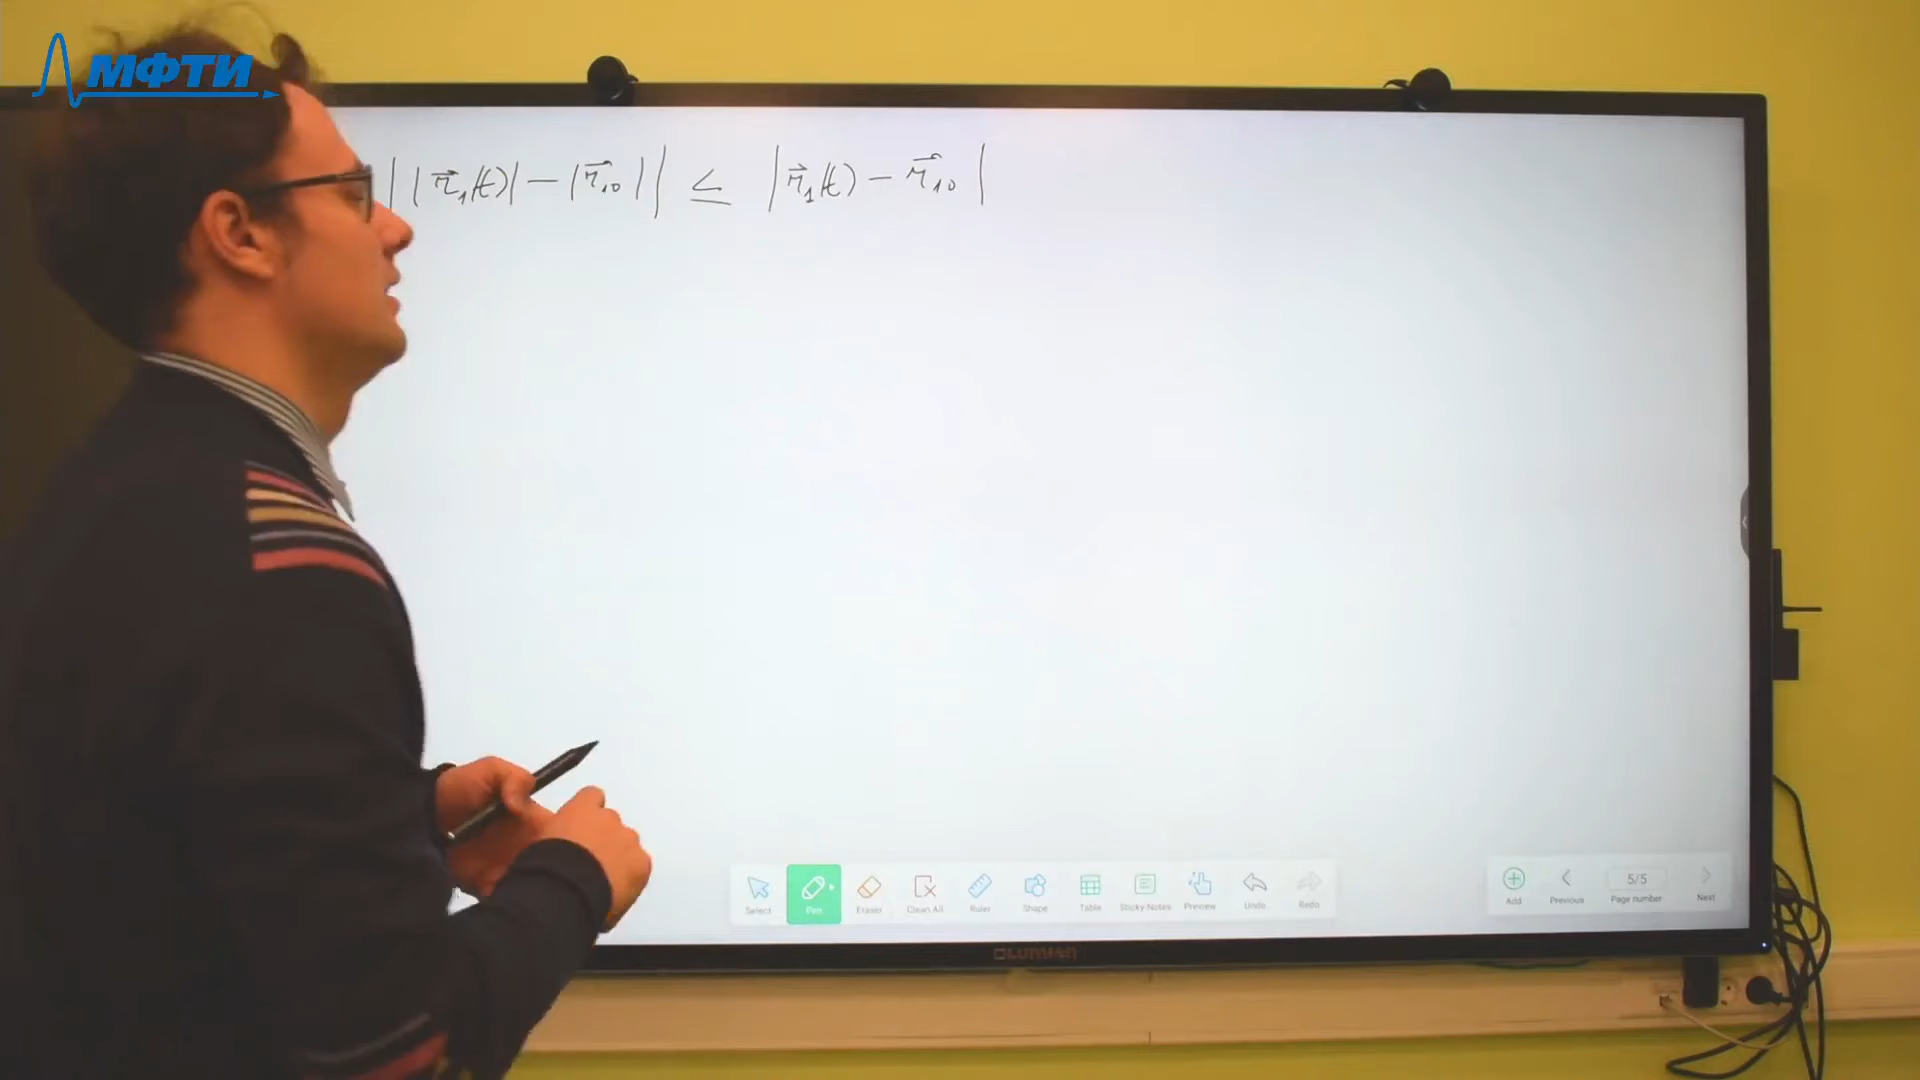 МФТИ
| |r⃗₁(t)| − |r⃗₁₀| | ≤ | r⃗₁(t) − r⃗₁₀ |
Select Pen Eraser Clean All Ruler Shape Table Sticky Notes Preview Undo Redo
Add Previous 5/5 Page number Next